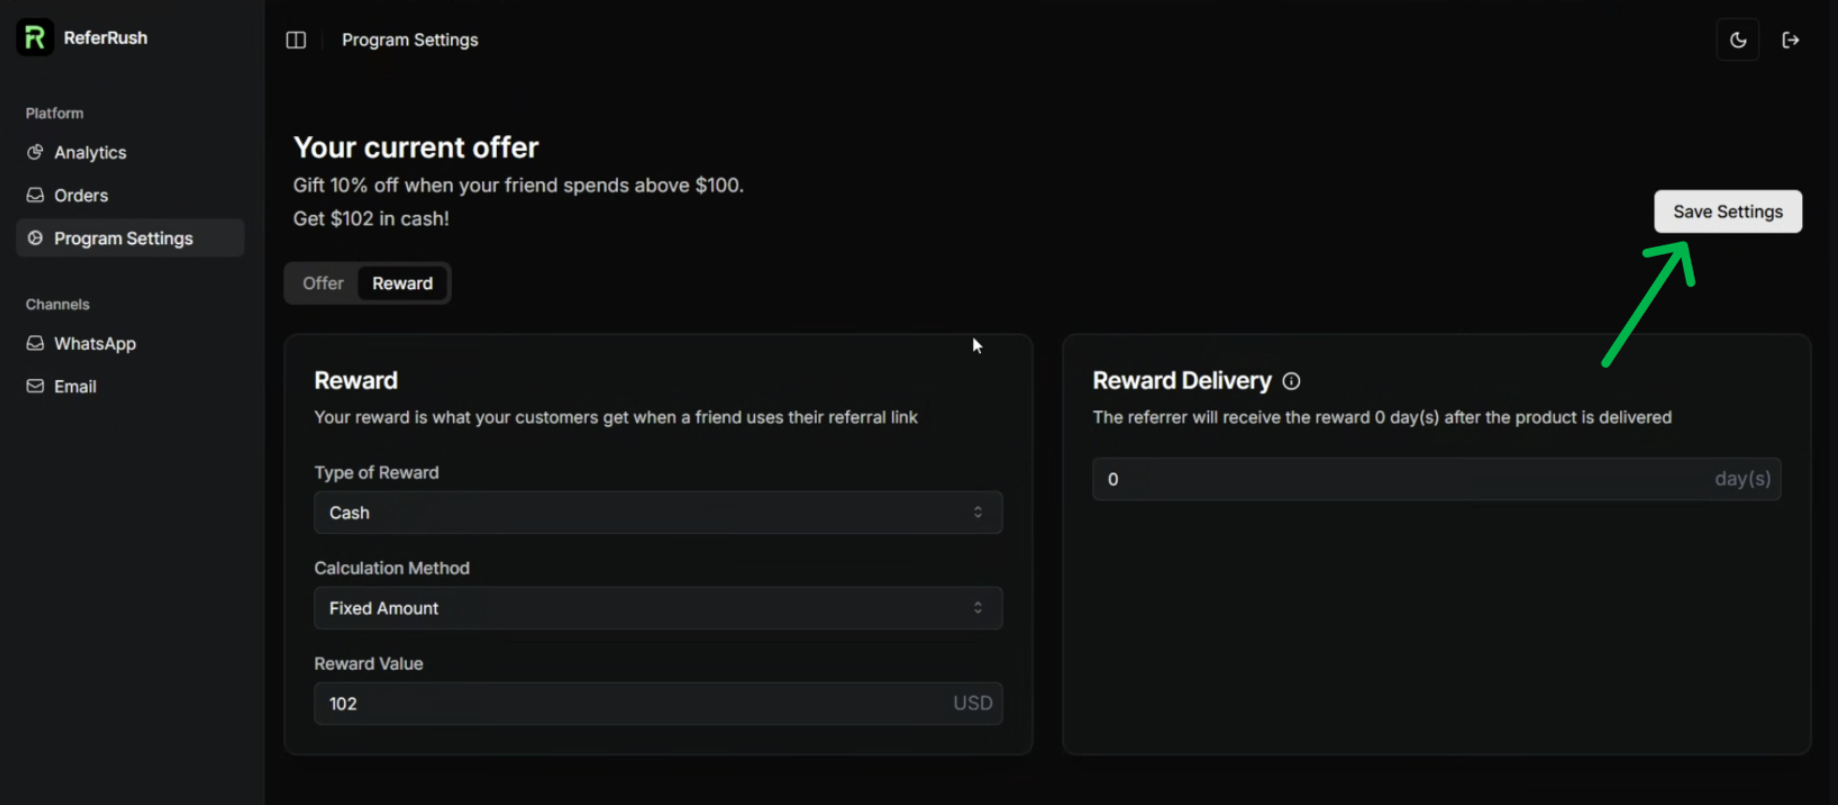 ReferRush
Program Settings
Platform
Analytics
Orders
Program Settings
Channels
WhatsApp
Email
Your current offer
Gift 10% off when your friend spends above $100.
Get $102 in cash!
Save Settings
Offer
Reward
Reward
Your reward is what your customers get when a friend uses their referral link
Type of Reward
Cash
Calculation Method
Fixed Amount
Reward Value
102 USD
Reward Delivery
The referrer will receive the reward 0 day(s) after the product is delivered
0 day(s)